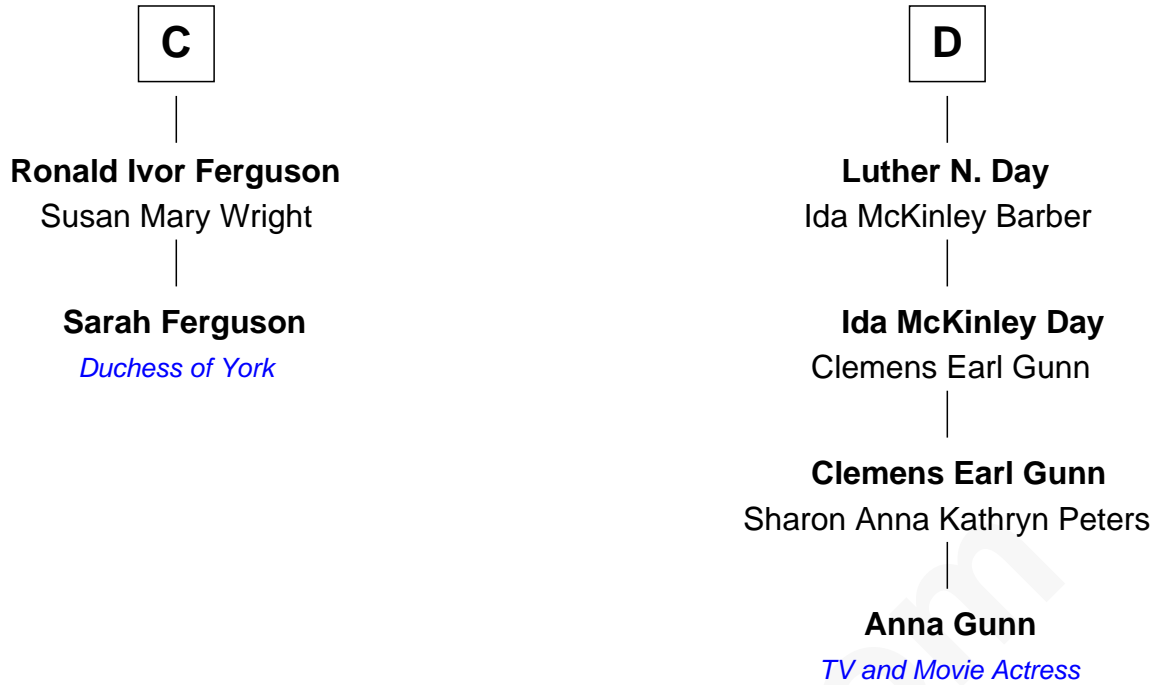 C
Ronald Ivor Ferguson
Susan Mary Wright
Sarah Ferguson
Duchess of York
D
Luther N. Day
Ida McKinley Barber
Ida McKinley Day
Clemens Earl Gunn
Clemens Earl Gunn
Sharon Anna Kathryn Peters
Anna Gunn
TV and Movie Actress